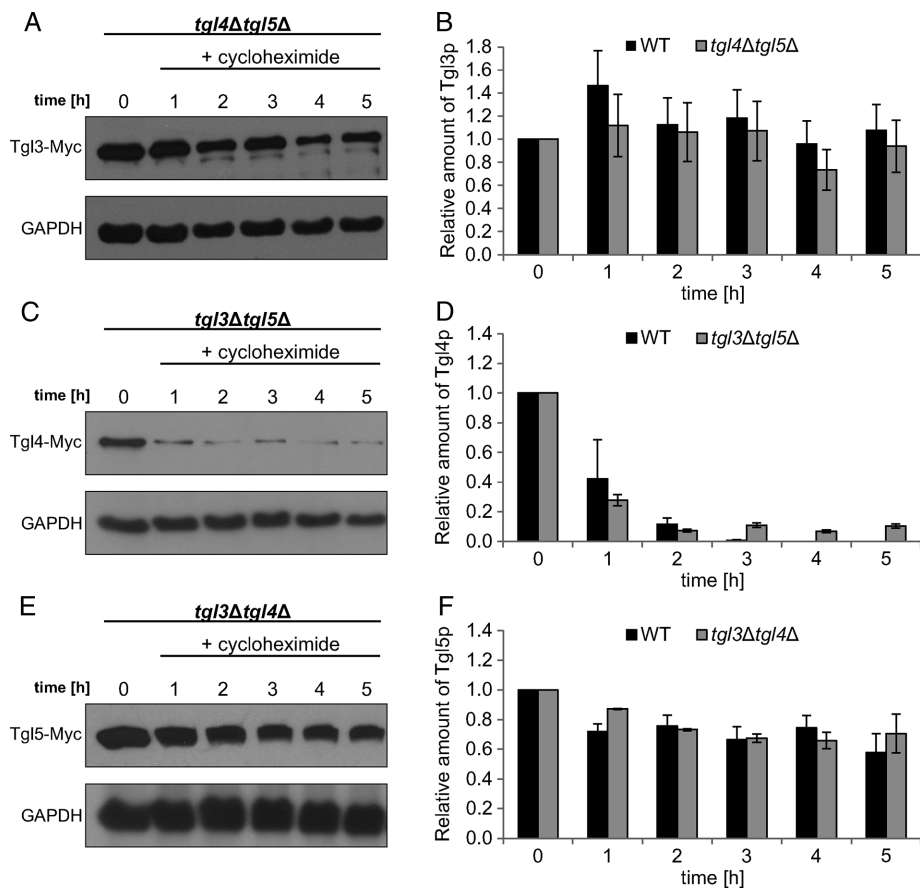 A
tgl4Δtgl5Δ
+ cycloheximide
time [h] 0 1 2 3 4 5
Tgl3-Myc
GAPDH
B
WT tgl4Δtgl5Δ
Relative amount of Tgl3p
1.8
1.6
1.4
1.2
1.0
0.8
0.6
0.4
0.2
0.0
0 1 2 3 4 5
time [h]
C
tgl3Δtgl5Δ
+ cycloheximide
time [h] 0 1 2 3 4 5
Tgl4-Myc
GAPDH
D
WT tgl3Δtgl5Δ
Relative amount of Tgl4p
1.4
1.2
1.0
0.8
0.6
0.4
0.2
0.0
0 1 2 3 4 5
time [h]
E
tgl3Δtgl4Δ
+ cycloheximide
time [h] 0 1 2 3 4 5
Tgl5-Myc
GAPDH
F
WT tgl3Δtgl4Δ
Relative amount of Tgl5p
1.4
1.2
1.0
0.8
0.6
0.4
0.2
0.0
0 1 2 3 4 5
time [h]